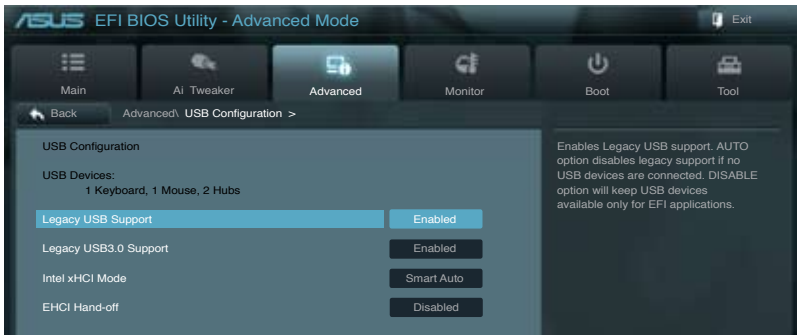 ASUS EFI BIOS Utility - Advanced Mode
Exit
Main
Ai Tweaker
Advanced
Monitor
Boot
Tool
Back
Advanced\ USB Configuration >
USB Configuration
USB Devices:
1 Keyboard, 1 Mouse, 2 Hubs
Legacy USB Support Enabled
Legacy USB3.0 Support Enabled
Intel xHCI Mode Smart Auto
EHCI Hand-off Disabled
Enables Legacy USB support. AUTO
option disables legacy support if no
USB devices are connected. DISABLE
option will keep USB devices
available only for EFI applications.